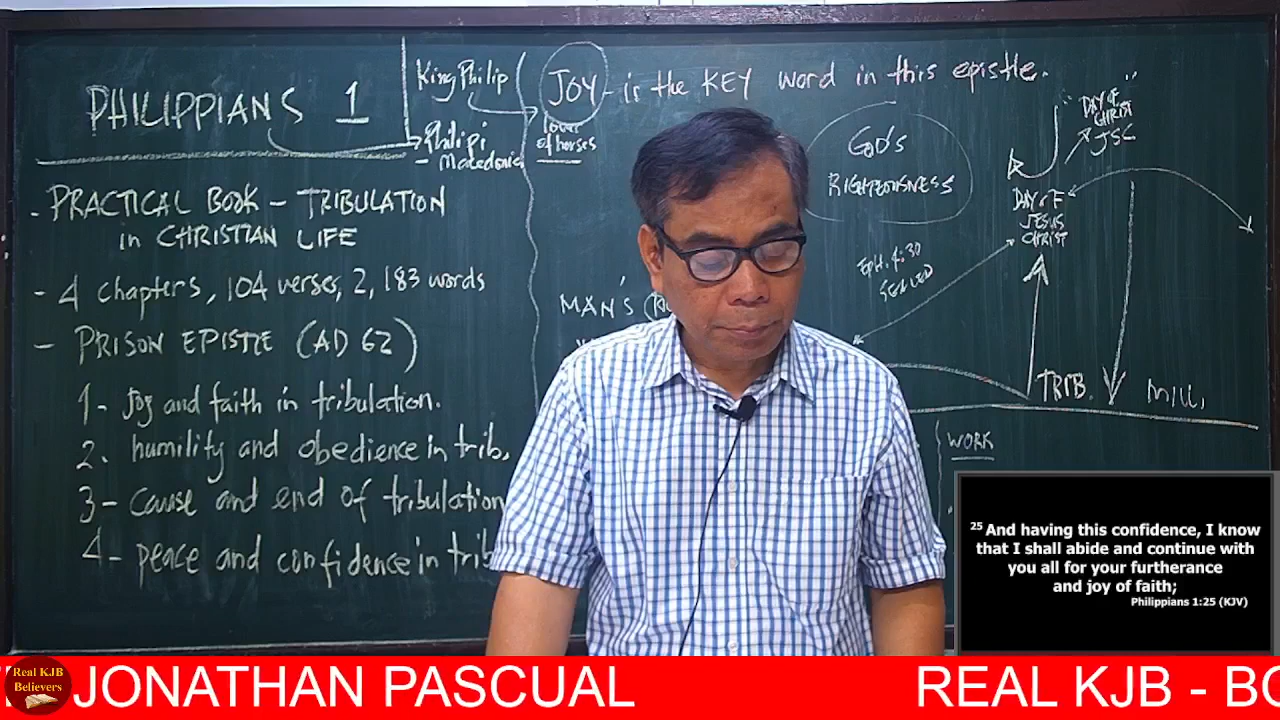 PHILIPPIANS 1
King Philip
Philipi
- Macedonia
lover
of horses
JOY - is the KEY word in this epistle.
- PRACTICAL BOOK - TRIBULATION
in CHRISTIAN LIFE
- 4 chapters, 104 verses, 2,183 words
- PRISON EPISTLE (AD 62)
1 - joy and faith in tribulation.
2. humility and obedience in trib.
3 - cause and end of tribulation
4 - peace and confidence in trib
God's
RIGHTEOUSNESS
MAN'S
Eph. 4:30
SEALED
"DAY OF
CHRIST"
JSC
DAY OF
JESUS
CHRIST
TRIB.
MILL.
WORK
25 And having this confidence, I know
that I shall abide and continue with
you all for your furtherance
and joy of faith;
Philippians 1:25 (KJV)
Real KJB
Believers
JONATHAN PASCUAL
REAL KJB - BO